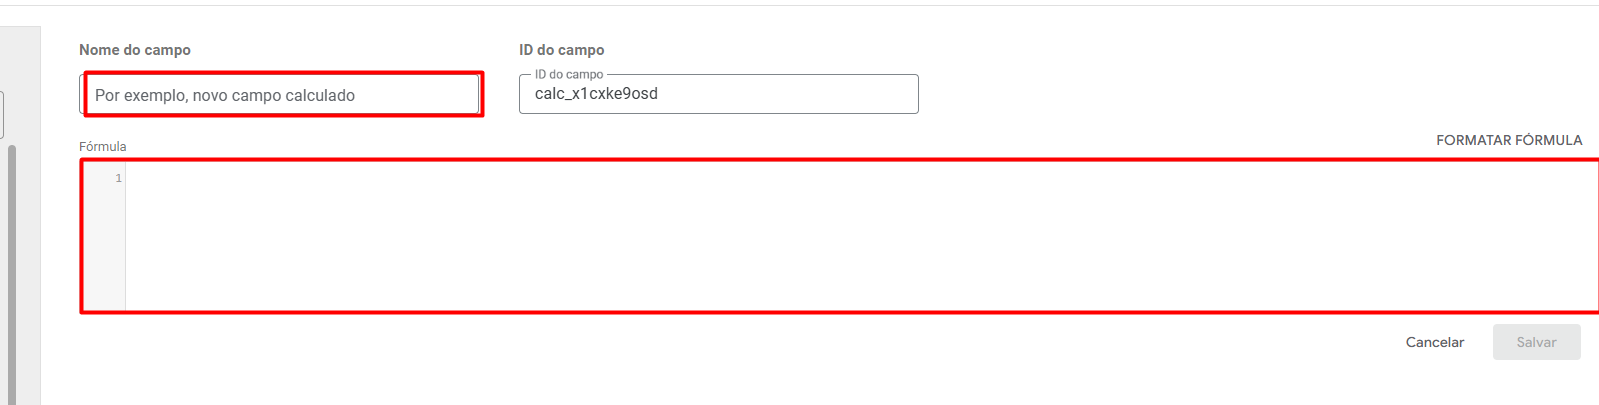 Nome do campo
ID do campo
ID do campo
Por exemplo, novo campo calculado
calc_x1cxke9osd
FORMATAR FÓRMULA
Fórmula
1
Cancelar
Salvar